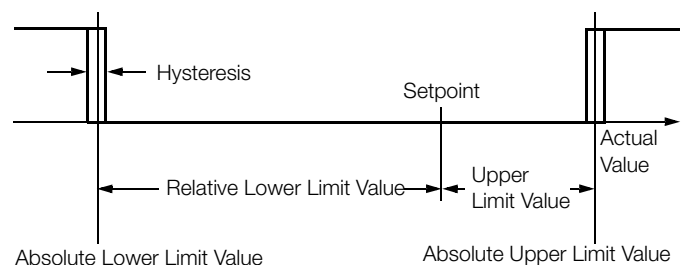 Hysteresis
Setpoint
Actual
Value
Relative Lower Limit Value
Upper
Limit Value
Absolute Lower Limit Value
Absolute Upper Limit Value